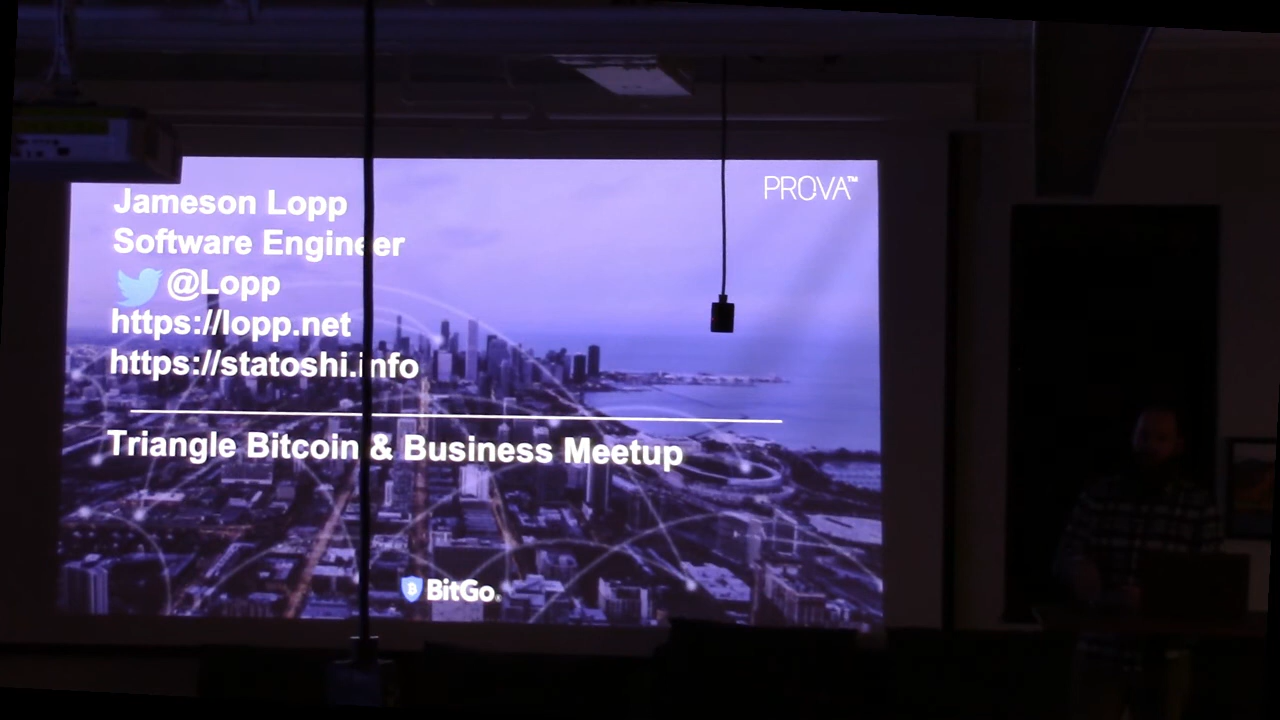 PROVA™
Jameson Lopp
Software Engineer
@Lopp
https://lopp.net
https://statoshi.info
Triangle Bitcoin & Business Meetup
BitGo